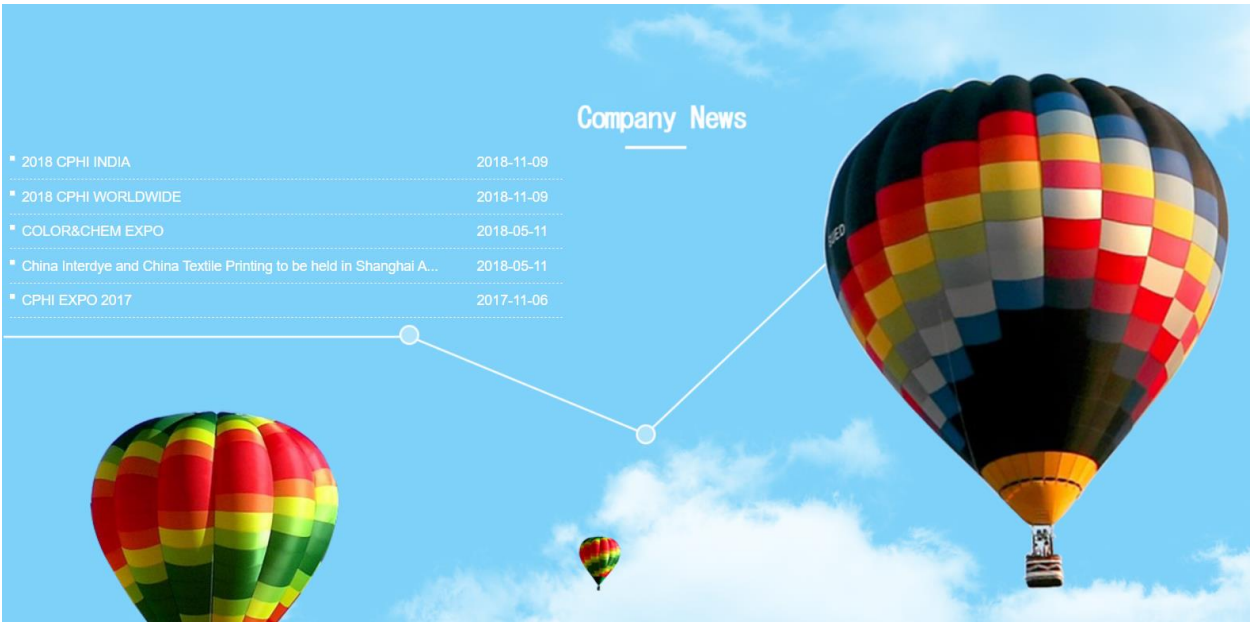 Company News
2018 CPHI INDIA 2018-11-09
2018 CPHI WORLDWIDE 2018-11-09
COLOR&CHEM EXPO 2018-05-11
China Interdye and China Textile Printing to be held in Shanghai A... 2018-05-11
CPHI EXPO 2017 2017-11-06